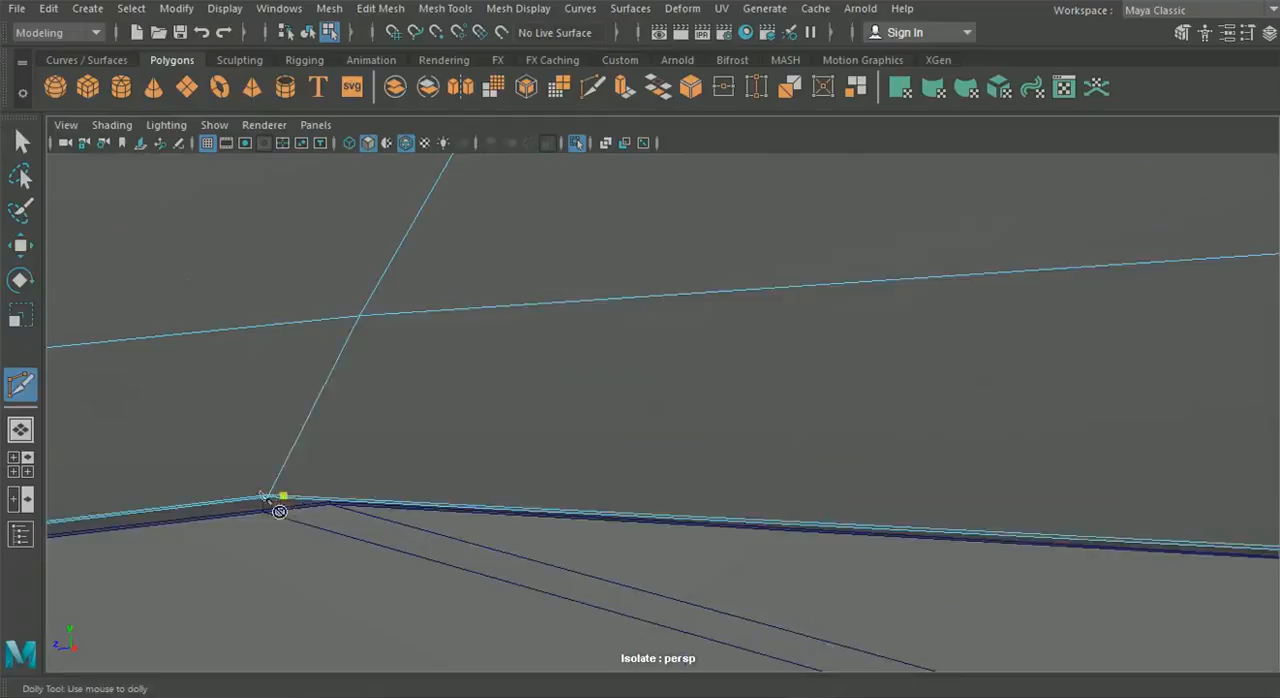 File Edit Create Select Modify Display Windows Mesh Edit Mesh Mesh Tools Mesh Display Curves Surfaces Deform UV Generate Cache Arnold Help Workspace : Maya Classic
Modeling No Live Surface Sign In
Curves / Surfaces Polygons Sculpting Rigging Animation Rendering FX FX Caching Custom Arnold Bifrost MASH Motion Graphics XGen
T SVG IPR
View Shading Lighting Show Renderer Panels
y
z
Isolate : persp
M
Dolly Tool: Use mouse to dolly